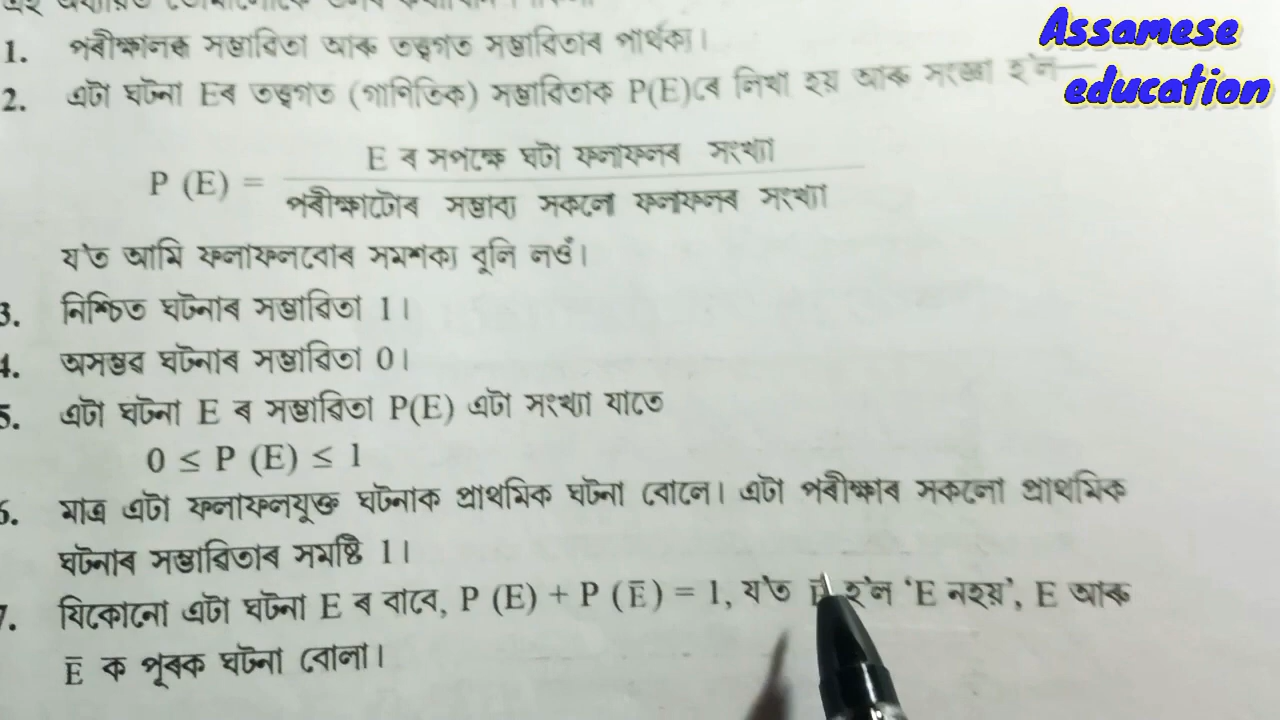 Assamese
education
1. পৰীক্ষালব্ধ সম্ভাৱিতা আৰু তত্ত্বগত সম্ভাৱিতাৰ পাৰ্থক্য।
2. এটা ঘটনা Eৰ তত্ত্বগত (গাণিতিক) সম্ভাৱিতাক P(E)ৰে লিখা হয় আৰু সংজ্ঞা হ'ল—
P (E) = E ৰ সপক্ষে ঘটা ফলাফলৰ সংখ্যা
পৰীক্ষাটোৰ সম্ভাব্য সকলো ফলাফলৰ সংখ্যা
য'ত আমি ফলাফলবোৰ সমশক্য বুলি লওঁ।
3. নিশ্চিত ঘটনাৰ সম্ভাৱিতা 1।
4. অসম্ভৱ ঘটনাৰ সম্ভাৱিতা 0।
5. এটা ঘটনা E ৰ সম্ভাৱিতা P(E) এটা সংখ্যা যাতে
0 ≤ P (E) ≤ 1
6. মাত্ৰ এটা ফলাফলযুক্ত ঘটনাক প্ৰাথমিক ঘটনা বোলে। এটা পৰীক্ষাৰ সকলো প্ৰাথমিক
ঘটনাৰ সম্ভাৱিতাৰ সমষ্টি 1।
7. যিকোনো এটা ঘটনা E ৰ বাবে, P (E) + P (E̅) = 1, য'ত হ'ল ‘E নহয়’, E আৰু
E̅ ক পূৰক ঘটনা বোলা।